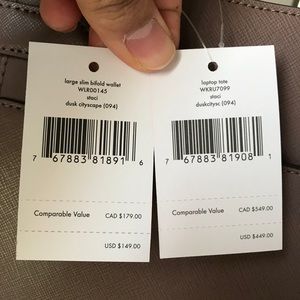 large slim bifold wallet
WLR00145
staci
dusk cityscape (094)
7 67883 81891 6
Comparable Value CAD $179.00
USD $149.00
laptop tote
WKRU7099
staci
duskcitysc (094)
7 67883 81908 1
Comparable Value CAD $549.00
USD $449.00